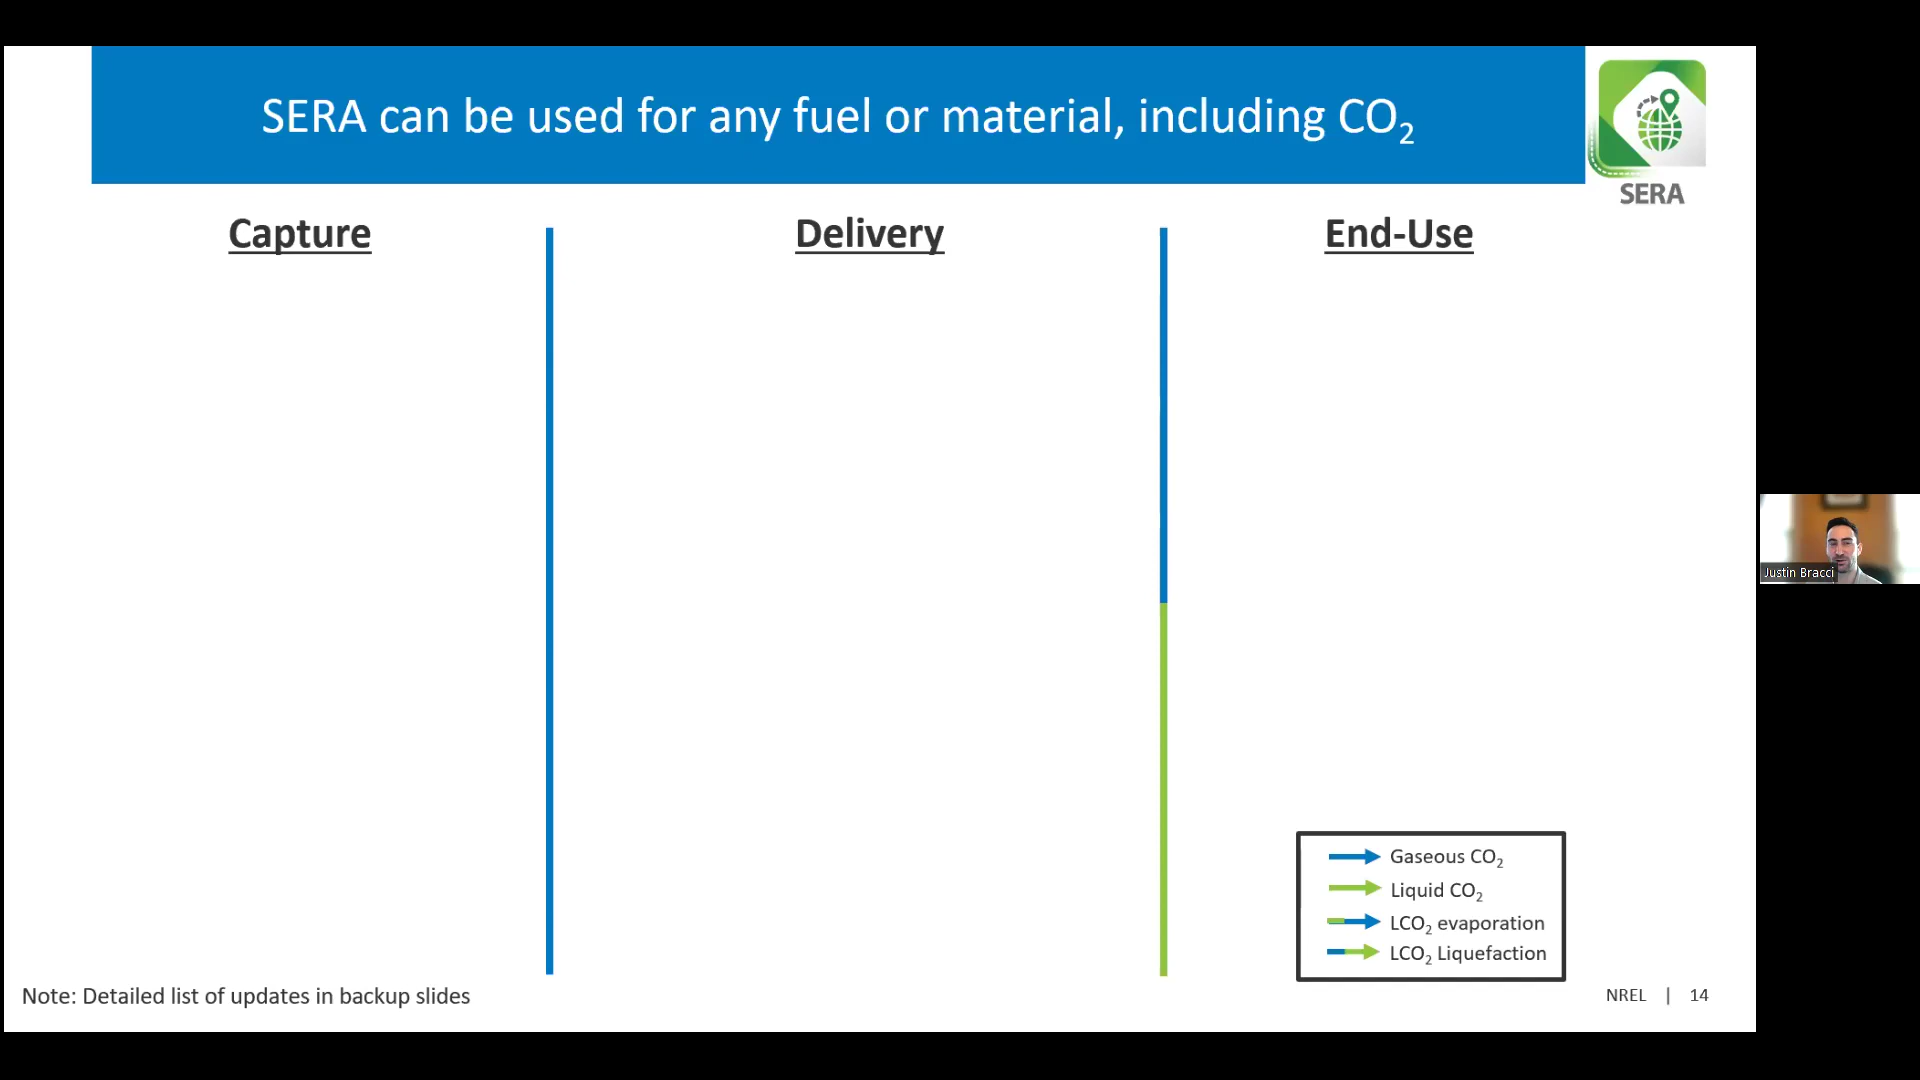 SERA can be used for any fuel or material, including CO₂
SERA
Capture
Delivery
End-Use
Gaseous CO₂
Liquid CO₂
LCO₂ evaporation
LCO₂ Liquefaction
Justin Bracci
Note: Detailed list of updates in backup slides
NREL | 14